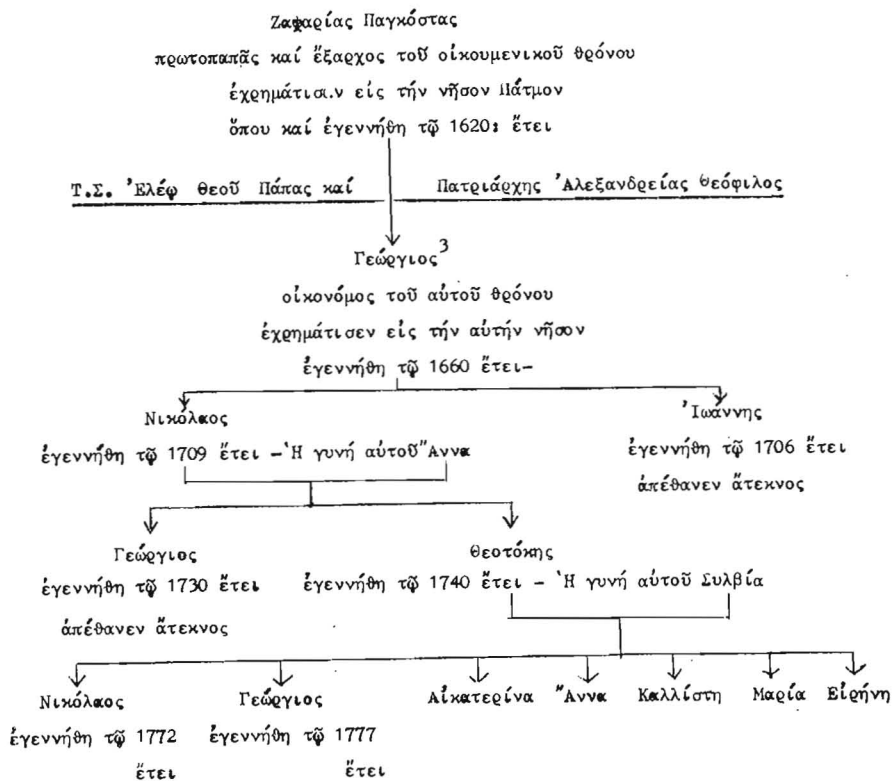 Ζαφαρίας Παγκόστας
πρωτοπαπᾶς καί ἔξαρχος τοῦ οἰκουμενικοῦ θρόνου
ἐχρημάτισεν εἰς τήν νῆσον Πάτμον
ὅπου καί ἐγεννήθη τῷ 1620: ἔτει
Τ.Σ. Ἐλέῳ θεοῦ Πάπας καί Πατριάρχης Ἀλεξανδρείας Θεόφιλος
Γεώργιος³
οἰκονόμος τοῦ αὐτοῦ θρόνου
ἐχρημάτισεν εἰς τήν αὐτήν νῆσον
ἐγεννήθη τῷ 1660 ἔτει-
Νικόλαος Ἰωάννης
ἐγεννήθη τῷ 1709 ἔτει - Ἡ γυνή αὐτοῦ Ἄννα ἐγεννήθη τῷ 1706 ἔτει
ἀπέθανεν ἄτεκνος
Γεώργιος Θεοτόκης
ἐγεννήθη τῷ 1730 ἔτει ἐγεννήθη τῷ 1740 ἔτει - Ἡ γυνή αὐτοῦ Συλβία
ἀπέθανεν ἄτεκνος
Νικόλαος Γεώργιος Αἰκατερίνα Ἄννα Καλλίστη Μαρία Εἰρήνη
ἐγεννήθη τῷ 1772 ἐγεννήθη τῷ 1777
ἔτει ἔτει